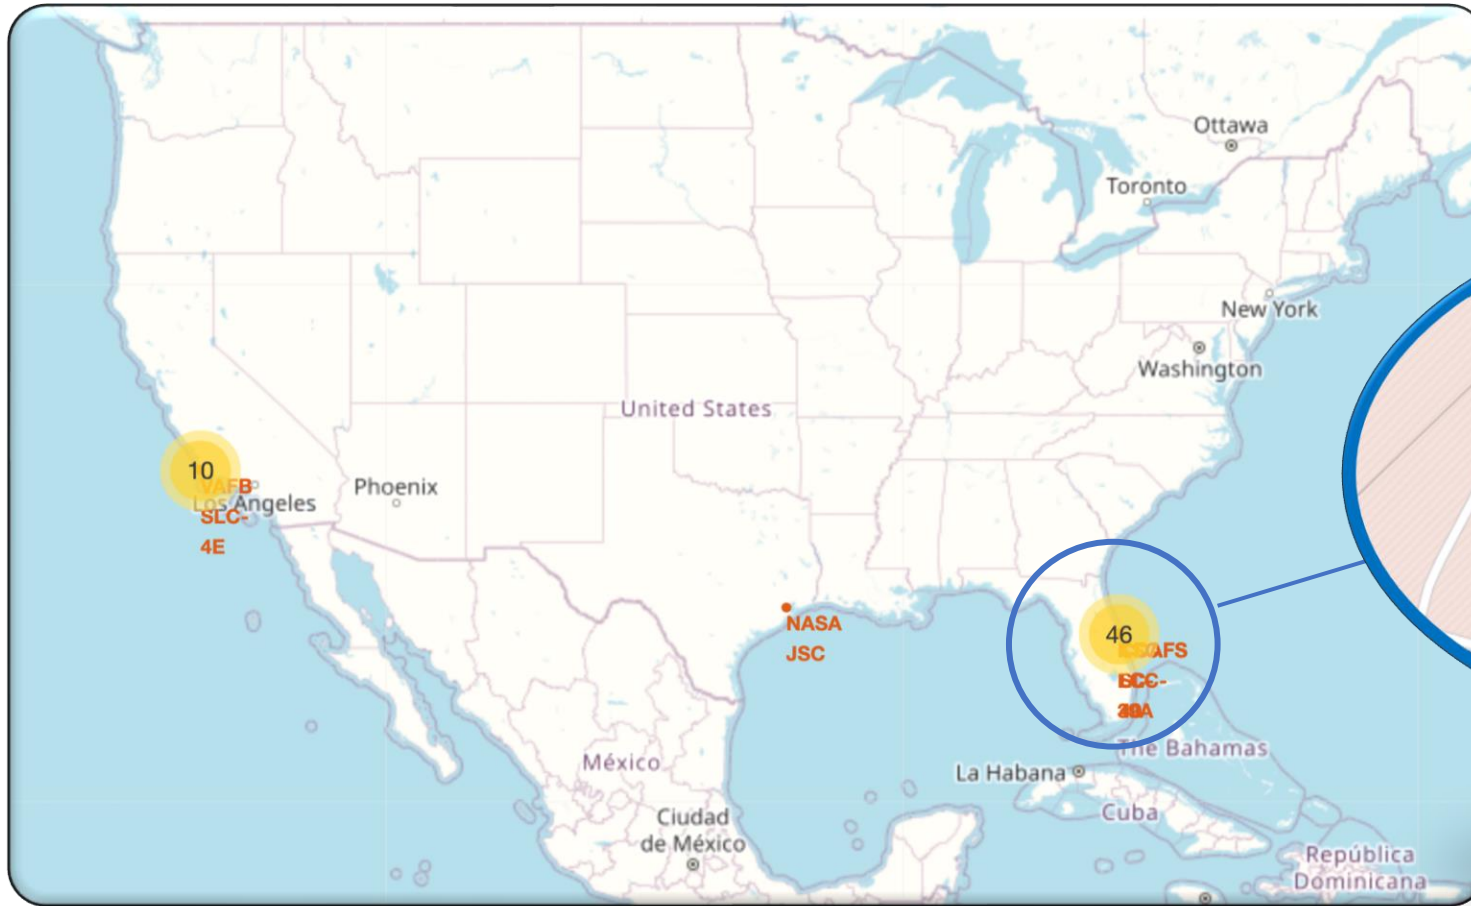 Ottawa
Toronto
New York
Washington
United States
10
VAFB
Los Angeles
SLC-
4E
Phoenix
NASA
JSC
46
The Bahamas
La Habana
México
Cuba
Ciudad
de México
República
Dominicana